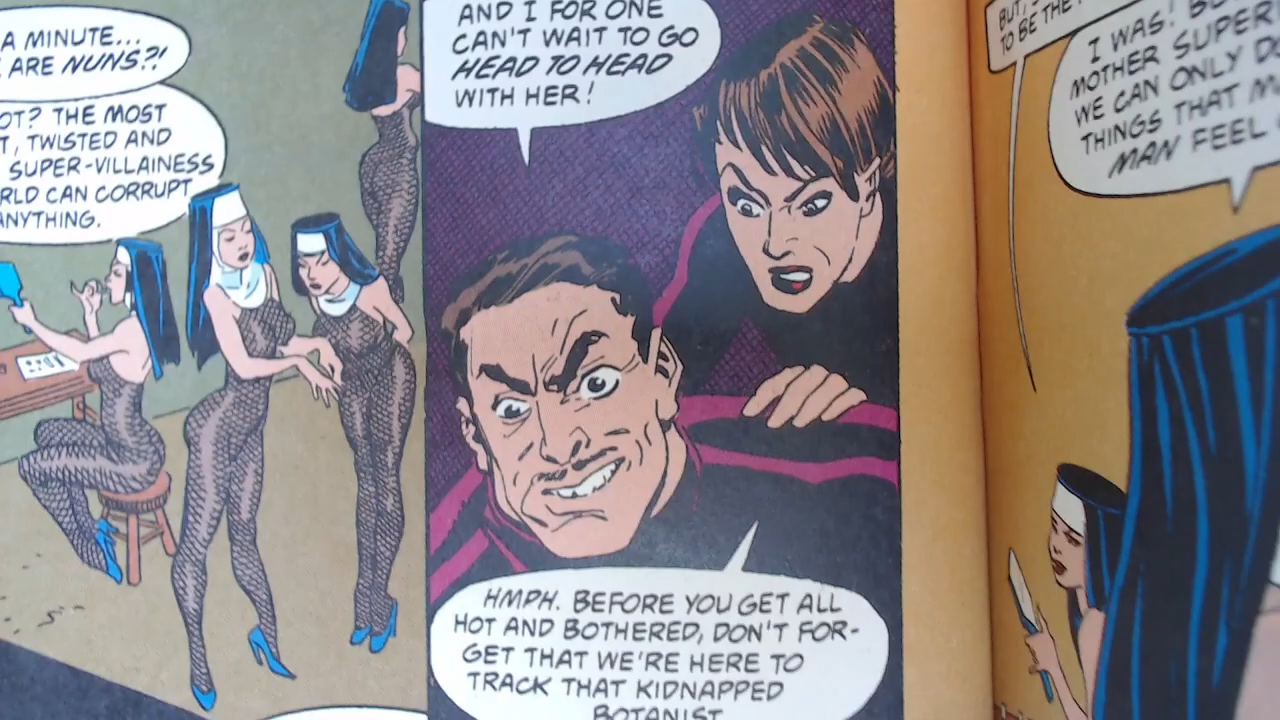 A MINUTE...
ARE NUNS?!
OT? THE MOST
T, TWISTED AND
SUPER-VILLAINESS
RLD CAN CORRUPT
ANYTHING.
AND I FOR ONE
CAN'T WAIT TO GO
HEAD TO HEAD
WITH HER!
HMPH. BEFORE YOU GET ALL
HOT AND BOTHERED, DON'T FOR-
GET THAT WE'RE HERE TO
TRACK THAT KIDNAPPED
BOTANIST
BUT,
TO BE THE
I WAS! B
MOTHER SUPER
WE CAN ONLY D
THINGS THAT M
MAN FEEL